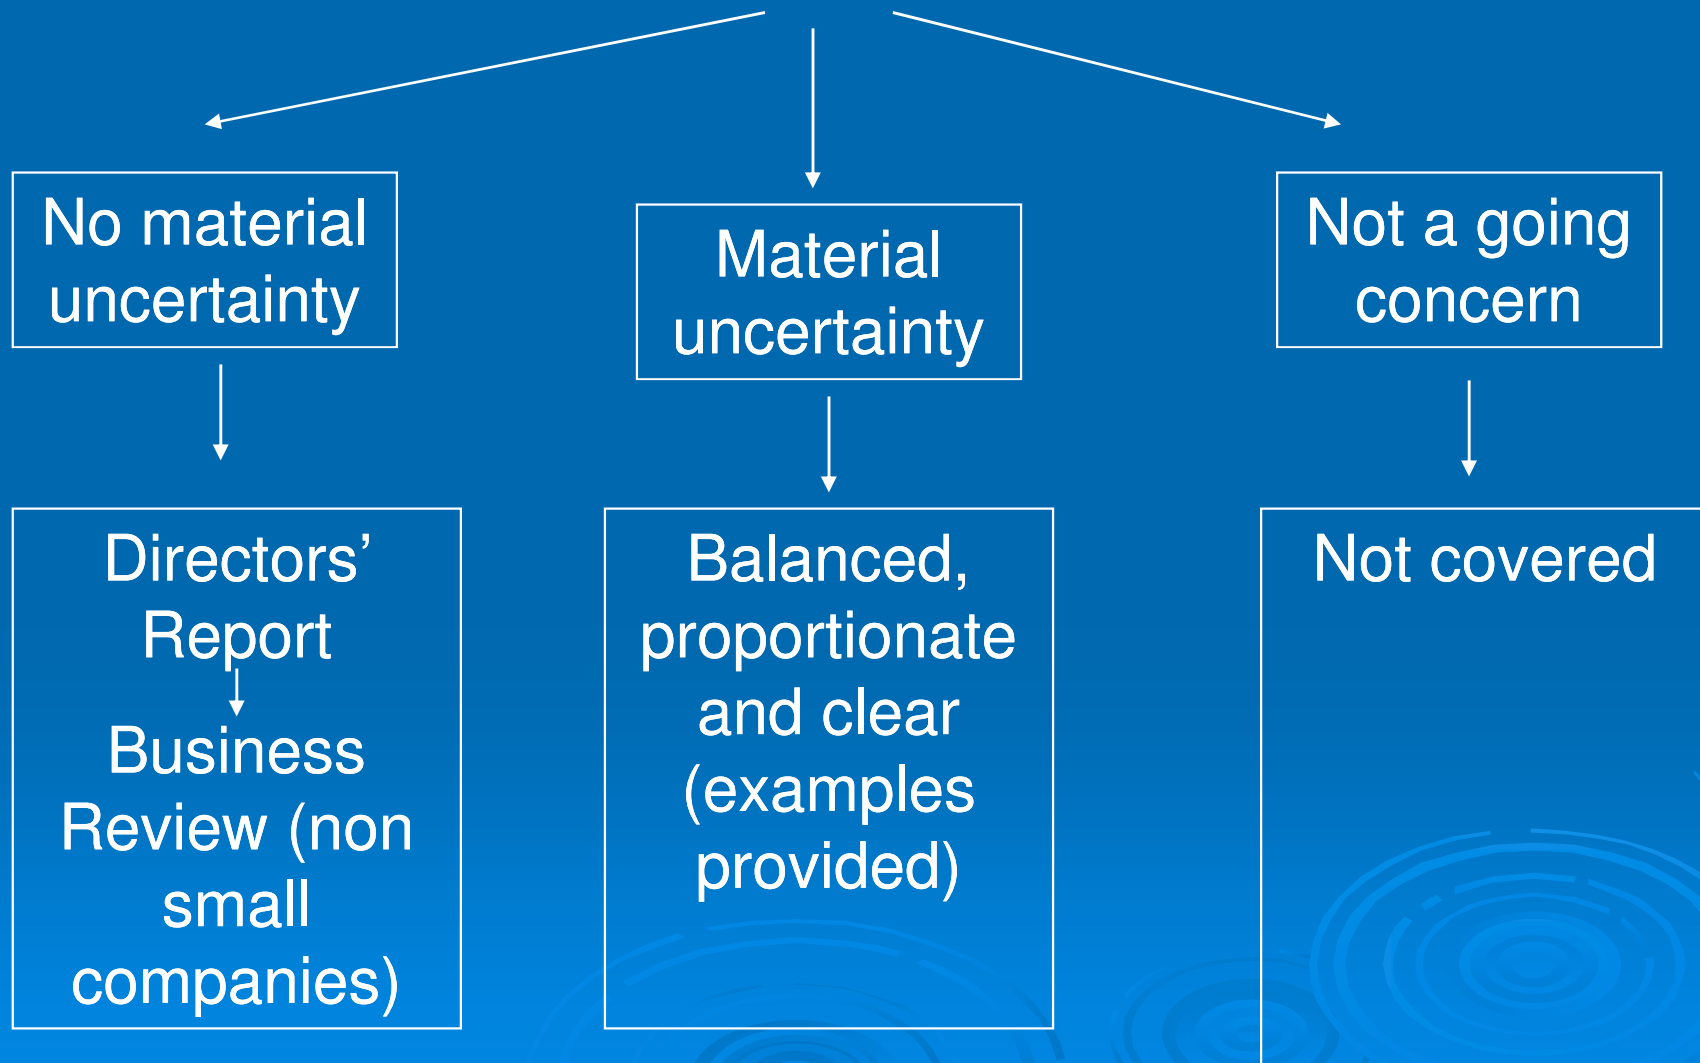 No material
uncertainty
Material
uncertainty
Not a going
concern
Directors’
Report
Business
Review (non
small
companies)
Balanced,
proportionate
and clear
(examples
provided)
Not covered